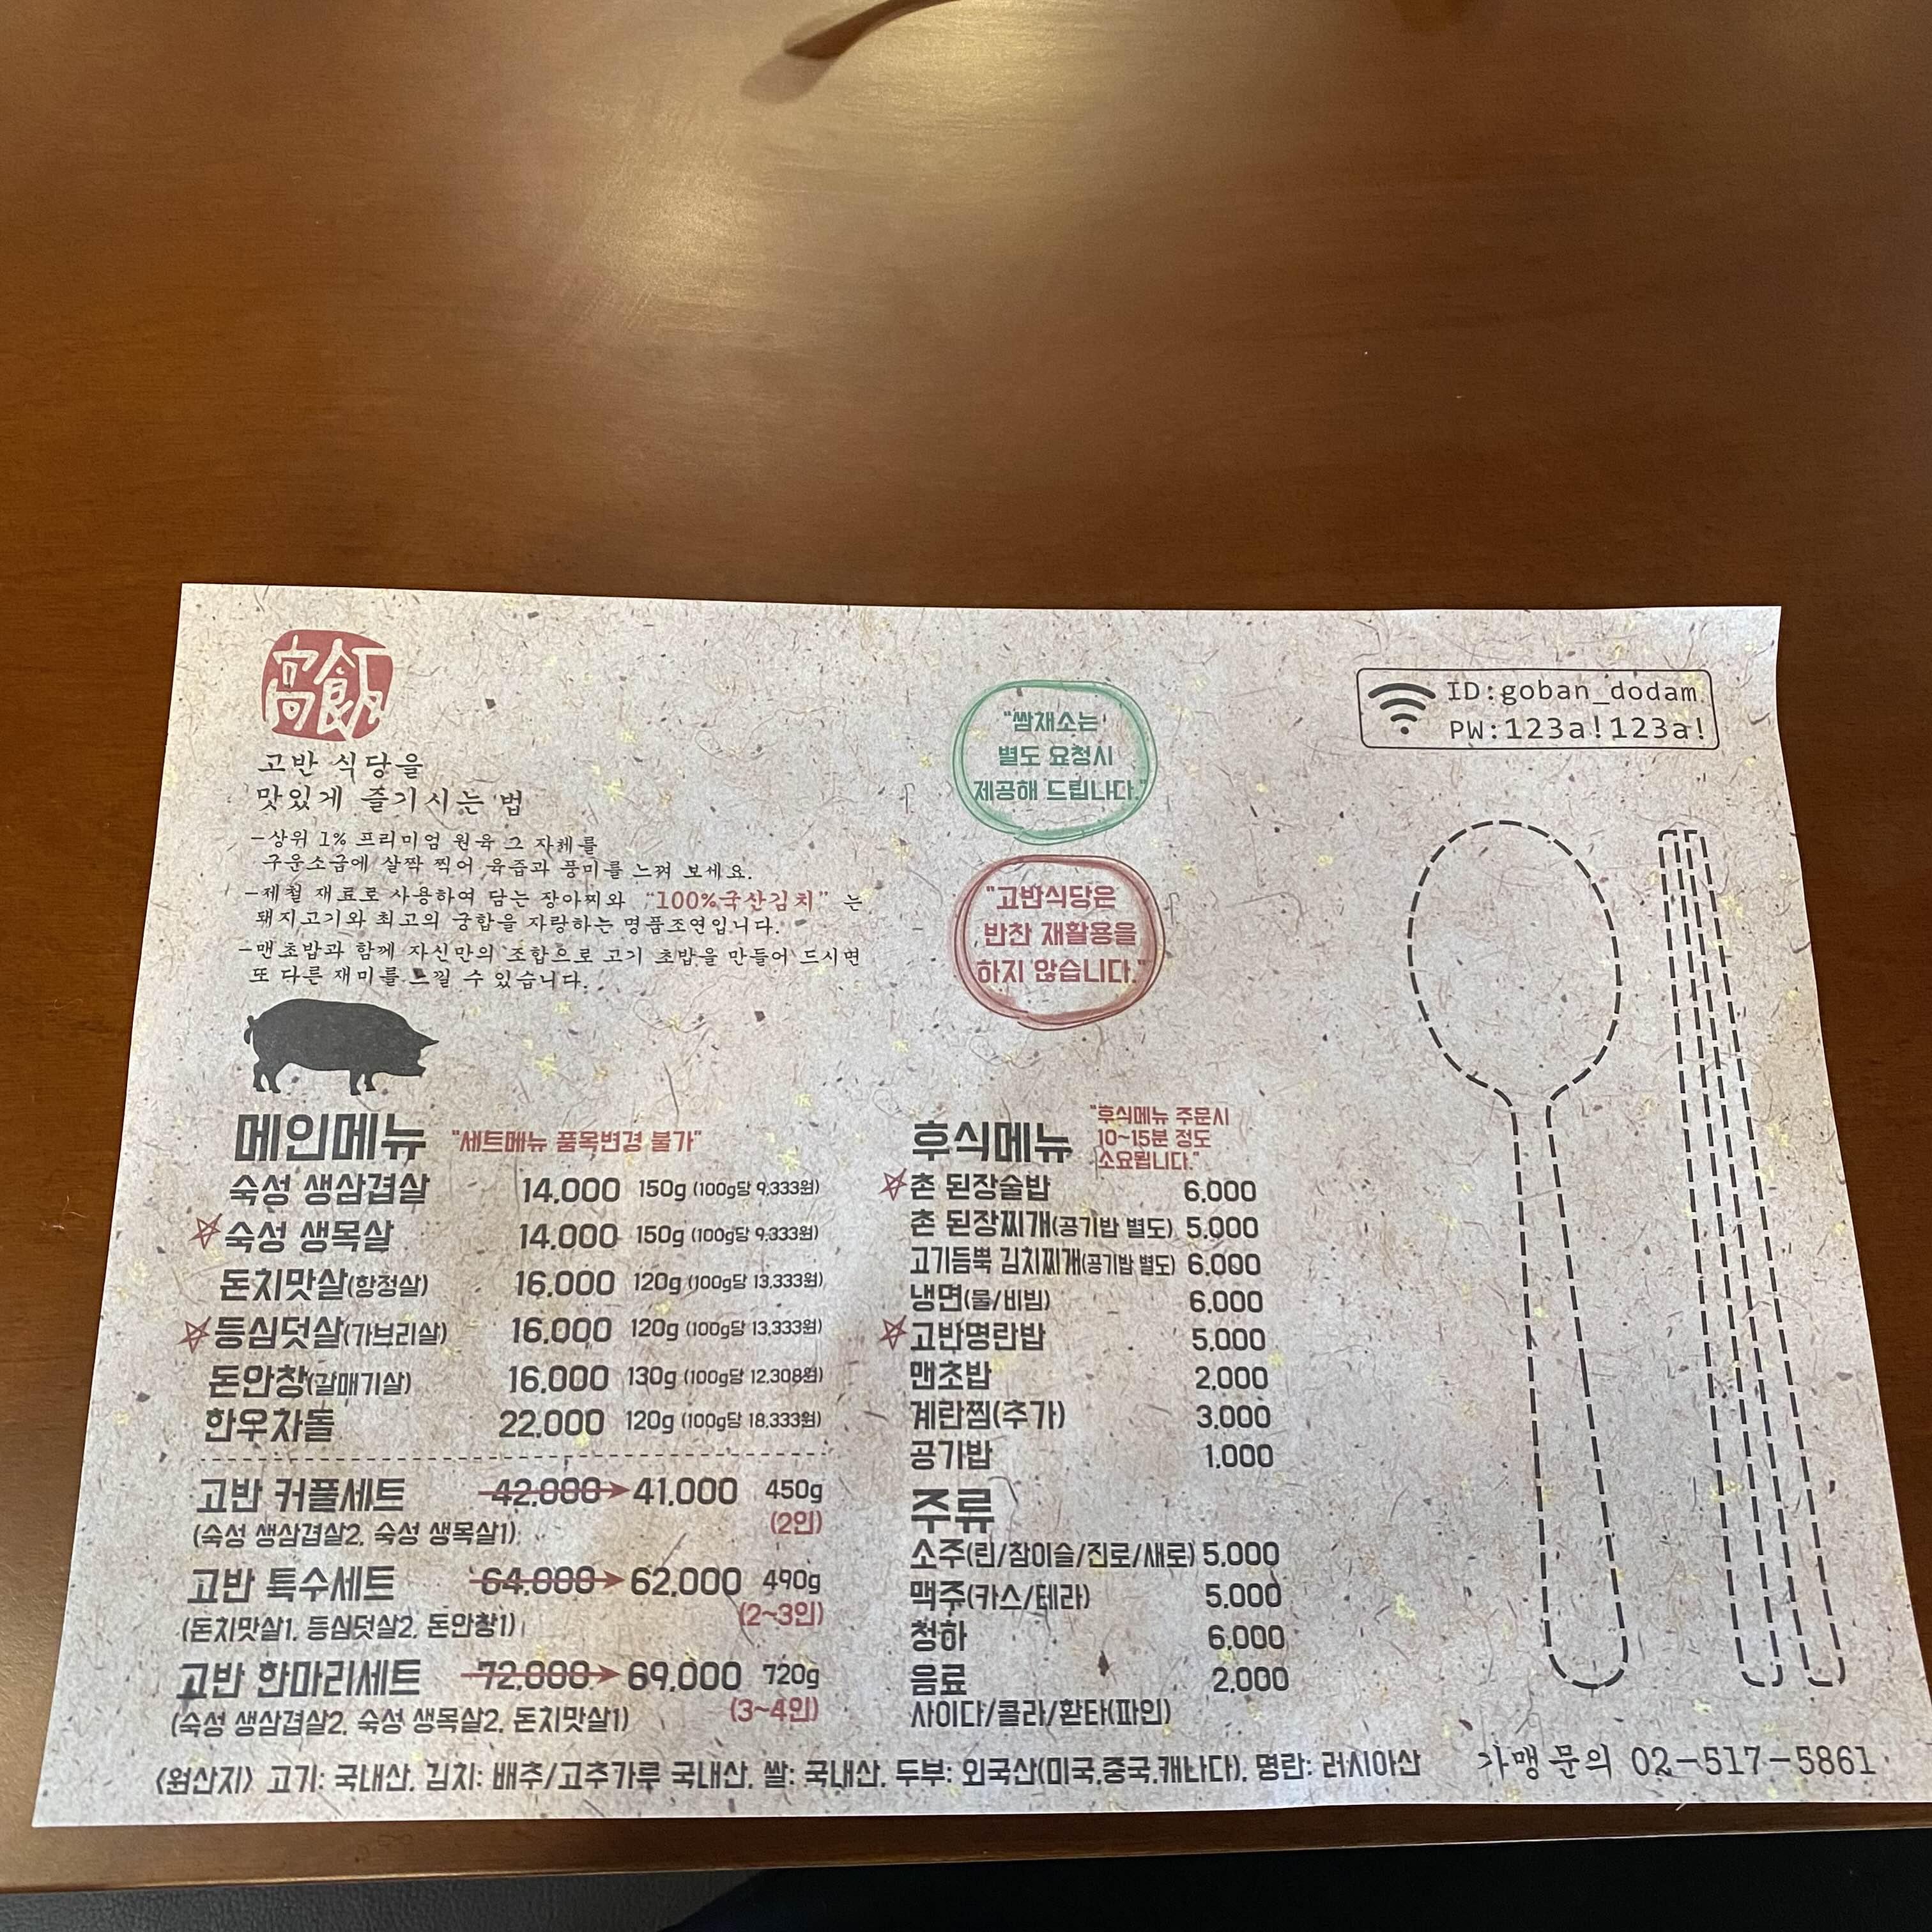 高飯
고반 식당을
맛있게 즐기시는 법
-상위 1% 프리미엄 원육 그 자체를
구운소금에 살짝 찍어 육즙과 풍미를 느껴 보세요.
-제철 재료로 사용하여 담는 장아찌와 "100%국산김치" 는
돼지고기와 최고의 궁합을 자랑하는 명품조연입니다.
-맨초밥과 함께 자신만의 조합으로 고기 초밥을 만들어 드시면
또 다른 재미를 느낄 수 있습니다.
"쌈채소는
별도 요청시
제공해 드립니다."
"고반식당은
반찬 재활용을
하지 않습니다."
ID:goban_dodam
PW:123a!123a!
메인메뉴 "세트메뉴 품목변경 불가"
숙성 생삼겹살 14,000 150g (100g당 9,333원)
숙성 생목살 14,000 150g (100g당 9,333원)
돈치맛살(항정살) 16,000 120g (100g당 13,333원)
등심덧살(가브리살) 16,000 120g (100g당 13,333원)
돈안창(갈매기살) 16,000 130g (100g당 12,308원)
한우차돌 22,000 120g (100g당 18,333원)
고반 커플세트 42,000 41,000 450g
(숙성 생삼겹살2, 숙성 생목살1) (2인)
고반 특수세트 64,000 62,000 490g
(돈치맛살1, 등심덧살2, 돈안창1) (2~3인)
고반 한마리세트 72,000 69,000 720g
(숙성 생삼겹살2, 숙성 생목살2, 돈치맛살1) (3~4인)
후식메뉴
"후식메뉴 주문시
10~15분 정도
소요됩니다."
촌 된장술밥 6,000
촌 된장찌개(공기밥 별도) 5,000
고기듬뿍 김치찌개(공기밥 별도) 6,000
냉면(물/비빔) 6,000
고반명란밥 5,000
맨초밥 2,000
계란찜(추가) 3,000
공기밥 1,000
주류
소주(린/참이슬/진로/새로) 5,000
맥주(카스/테라) 5,000
청하 6,000
음료 2,000
사이다/콜라/환타(파인)
<원산지> 고기: 국내산, 김치: 배추/고추가루 국내산, 쌀: 국내산, 두부: 외국산(미국,중국,캐나다), 명란: 러시아산
가맹문의 02-517-5861